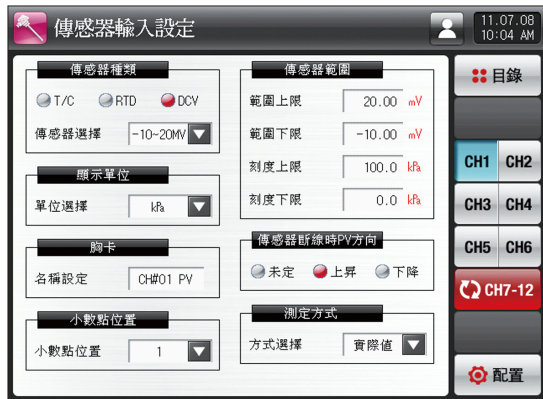 傳感器輸入設定
11.07.08
10:04 AM
傳感器種類
T/C RTD DCV
傳感器選擇 -10~20MV
顯示單位
單位選擇 kPa
胸卡
名稱設定 CH#01 PV
小數點位置
小數點位置 1
傳感器範圍
範圍上限 20.00 mV
範圍下限 -10.00 mV
刻度上限 100.0 kPa
刻度下限 0.0 kPa
傳感器斷線時PV方向
未定 上昇 下降
測定方式
方式選擇 實際值
目錄
CH1 CH2
CH3 CH4
CH5 CH6
CH7-12
配置